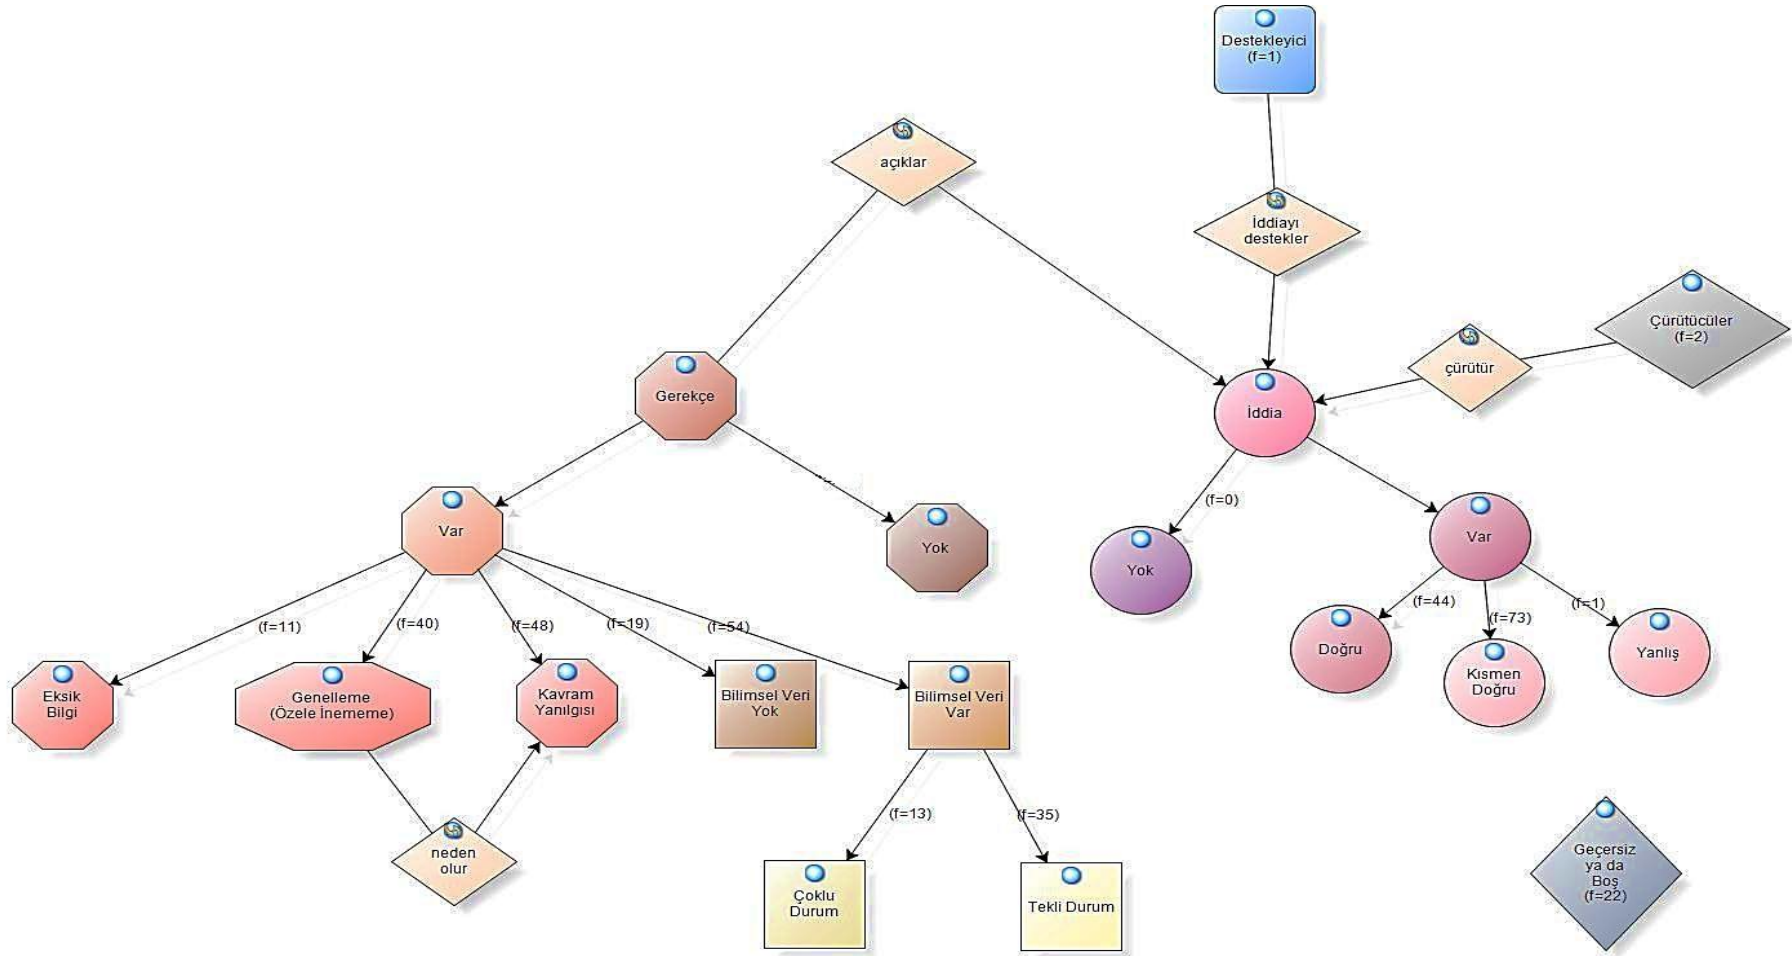 Destekleyici
(f=1)
açıklar
İddiayı
destekler
Çürütücüler
(f=2)
çürütür
Gerekçe
İddia
(f=0)
Var
Yok
Yok
Var
(f=11)
(f=40)
(f=48)
(f=19)
(f=54)
(f=44)
(f=73)
(f=1)
Eksik
Bilgi
Genelleme
(Özele İnememe)
Kavram
Yanılgısı
Bilimsel Veri
Yok
Bilimsel Veri
Var
Doğru
Kısmen
Doğru
Yanlış
(f=13)
(f=35)
neden
olur
Çoklu
Durum
Tekli Durum
Geçersiz
ya da
Boş
(f=22)